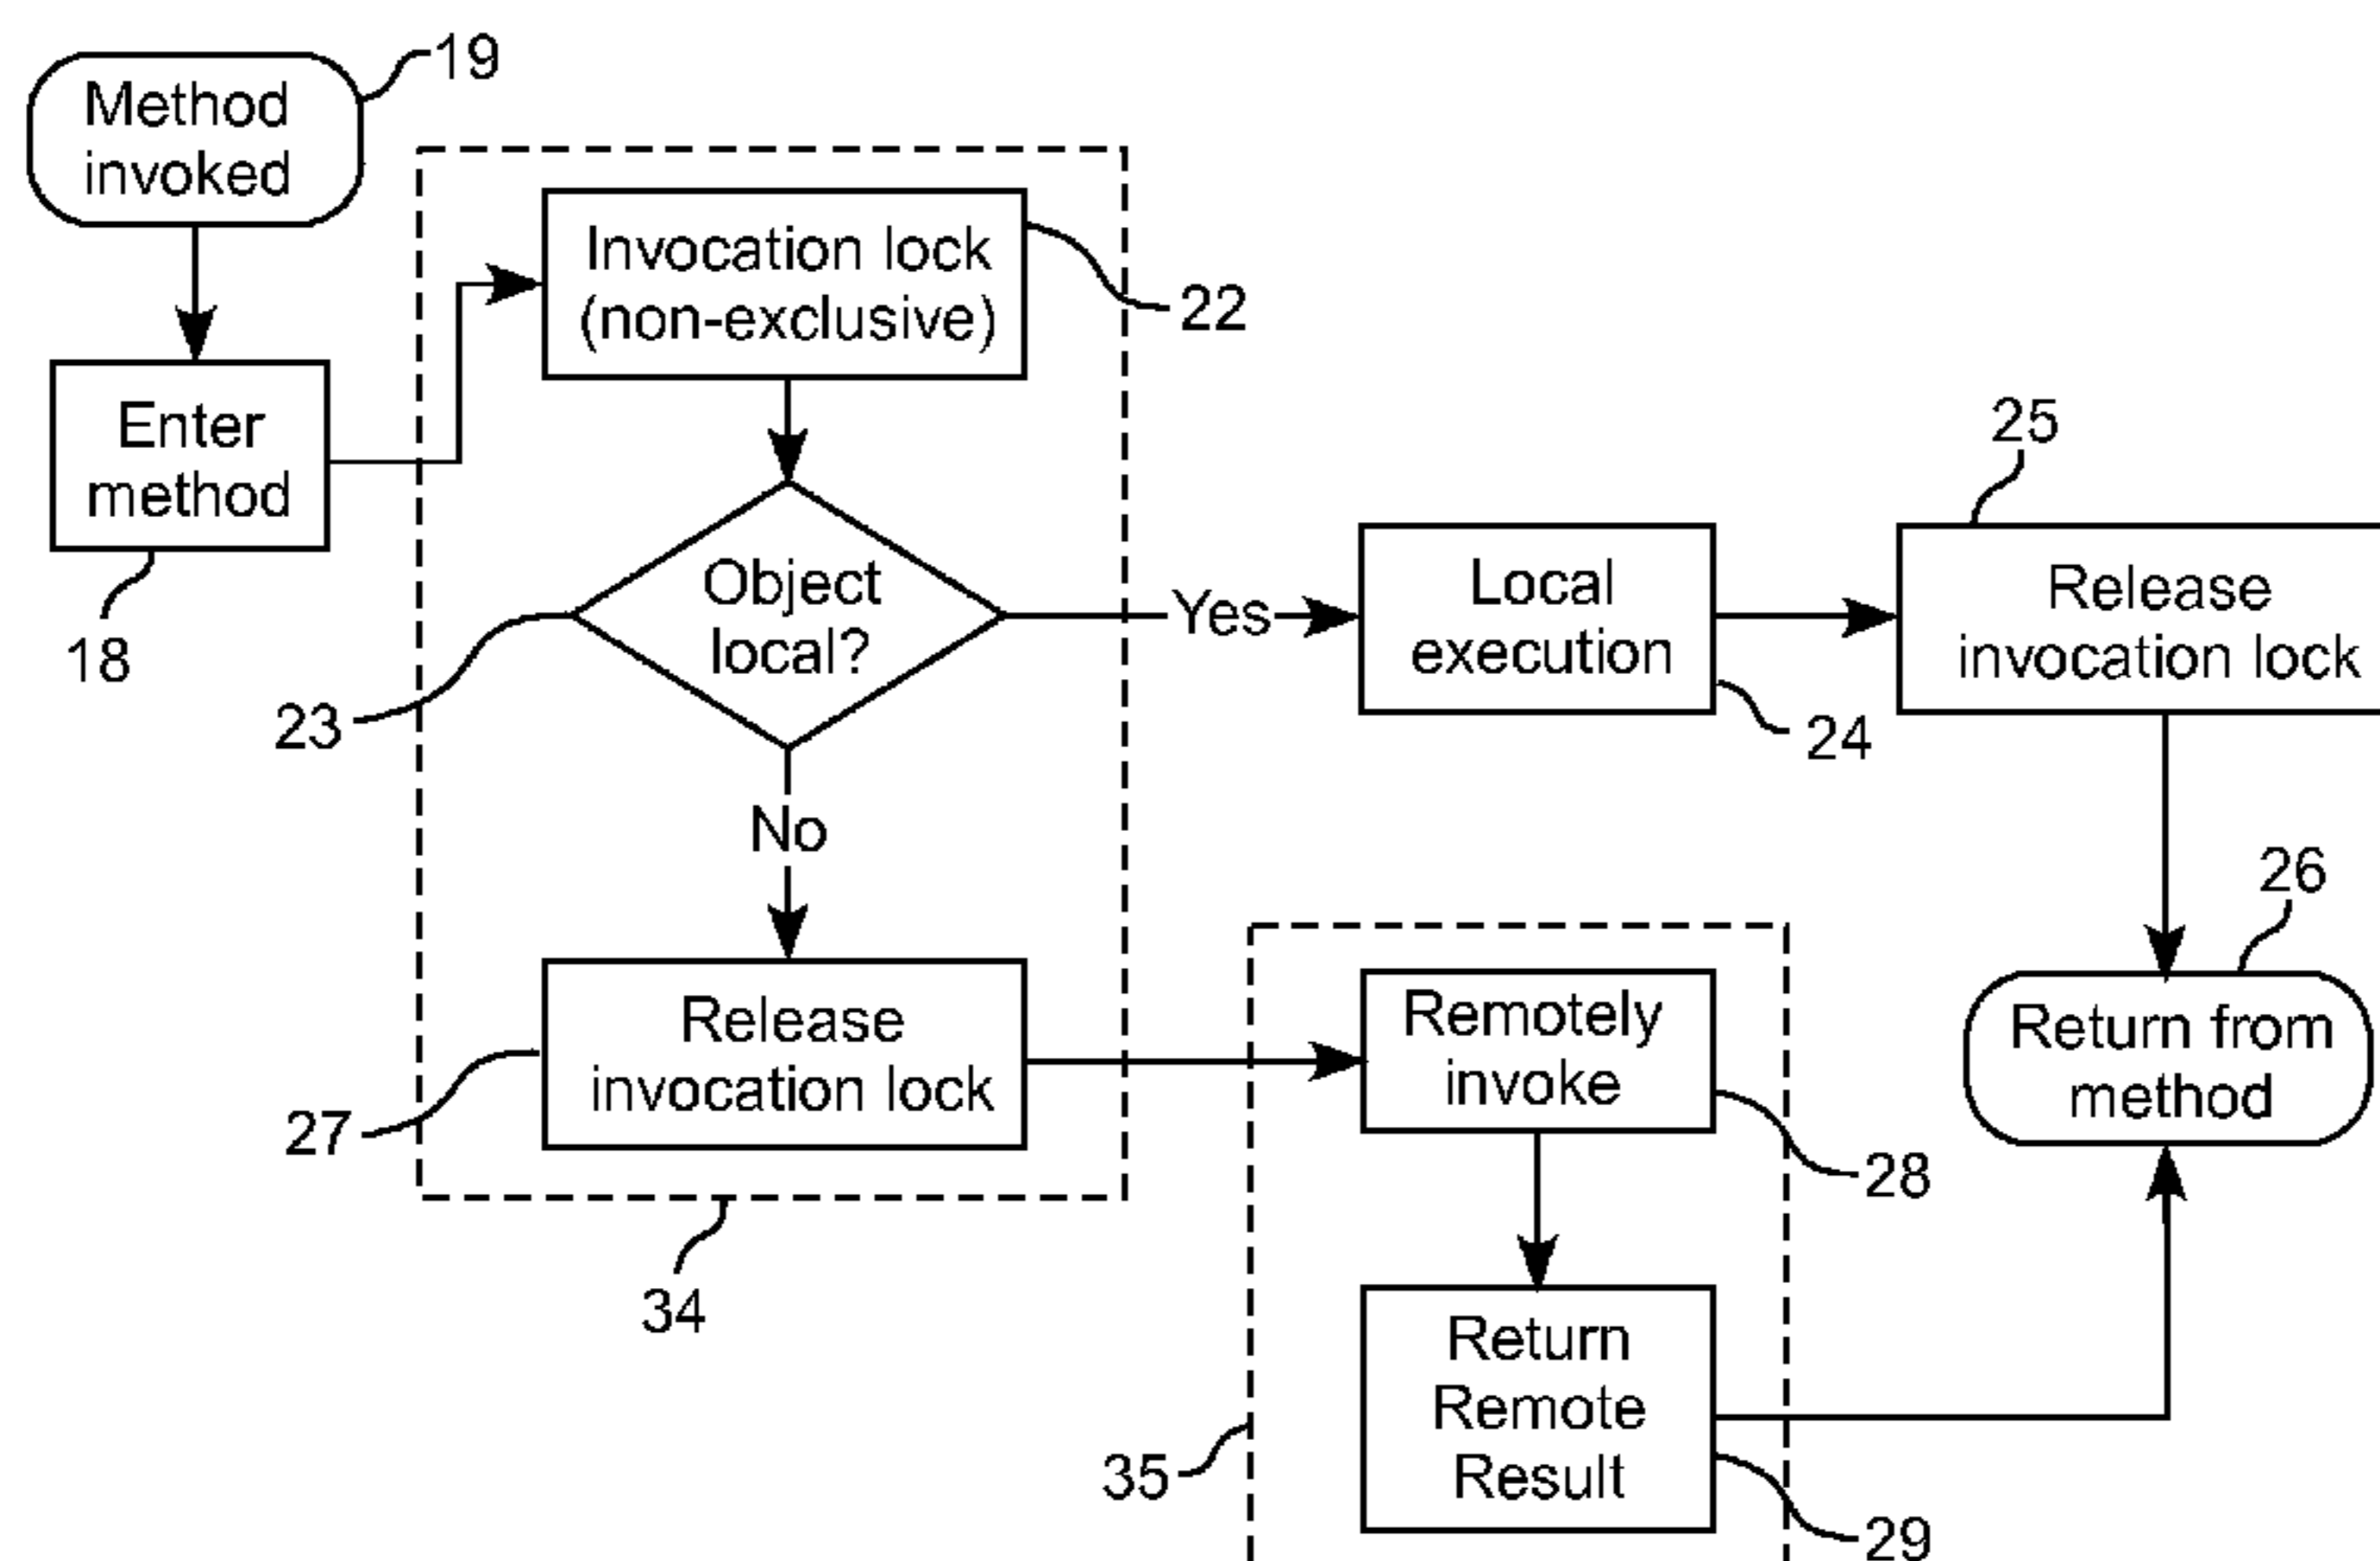 Method
invoked
19
Enter
method
18
Invocation lock
(non-exclusive)
22
Object
local?
23
Yes
No
Local
execution
24
25
Release
invocation lock
26
Return from
method
Release
invocation lock
27
34
Remotely
invoke
28
Return
Remote
Result
29
35